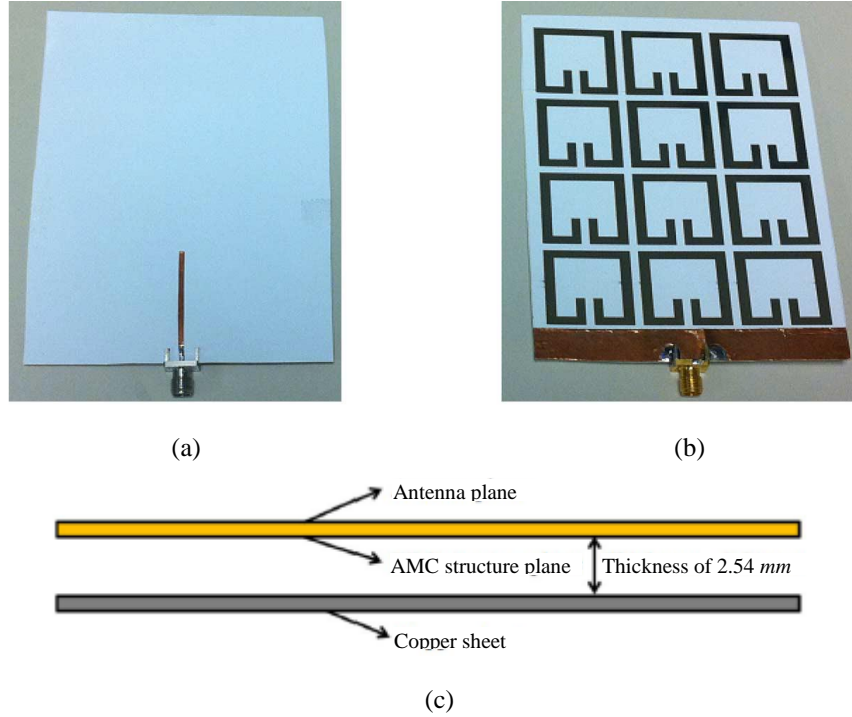 (a)
(b)
Antenna plane
AMC structure plane
Thickness of 2.54 mm
Copper sheet
(c)